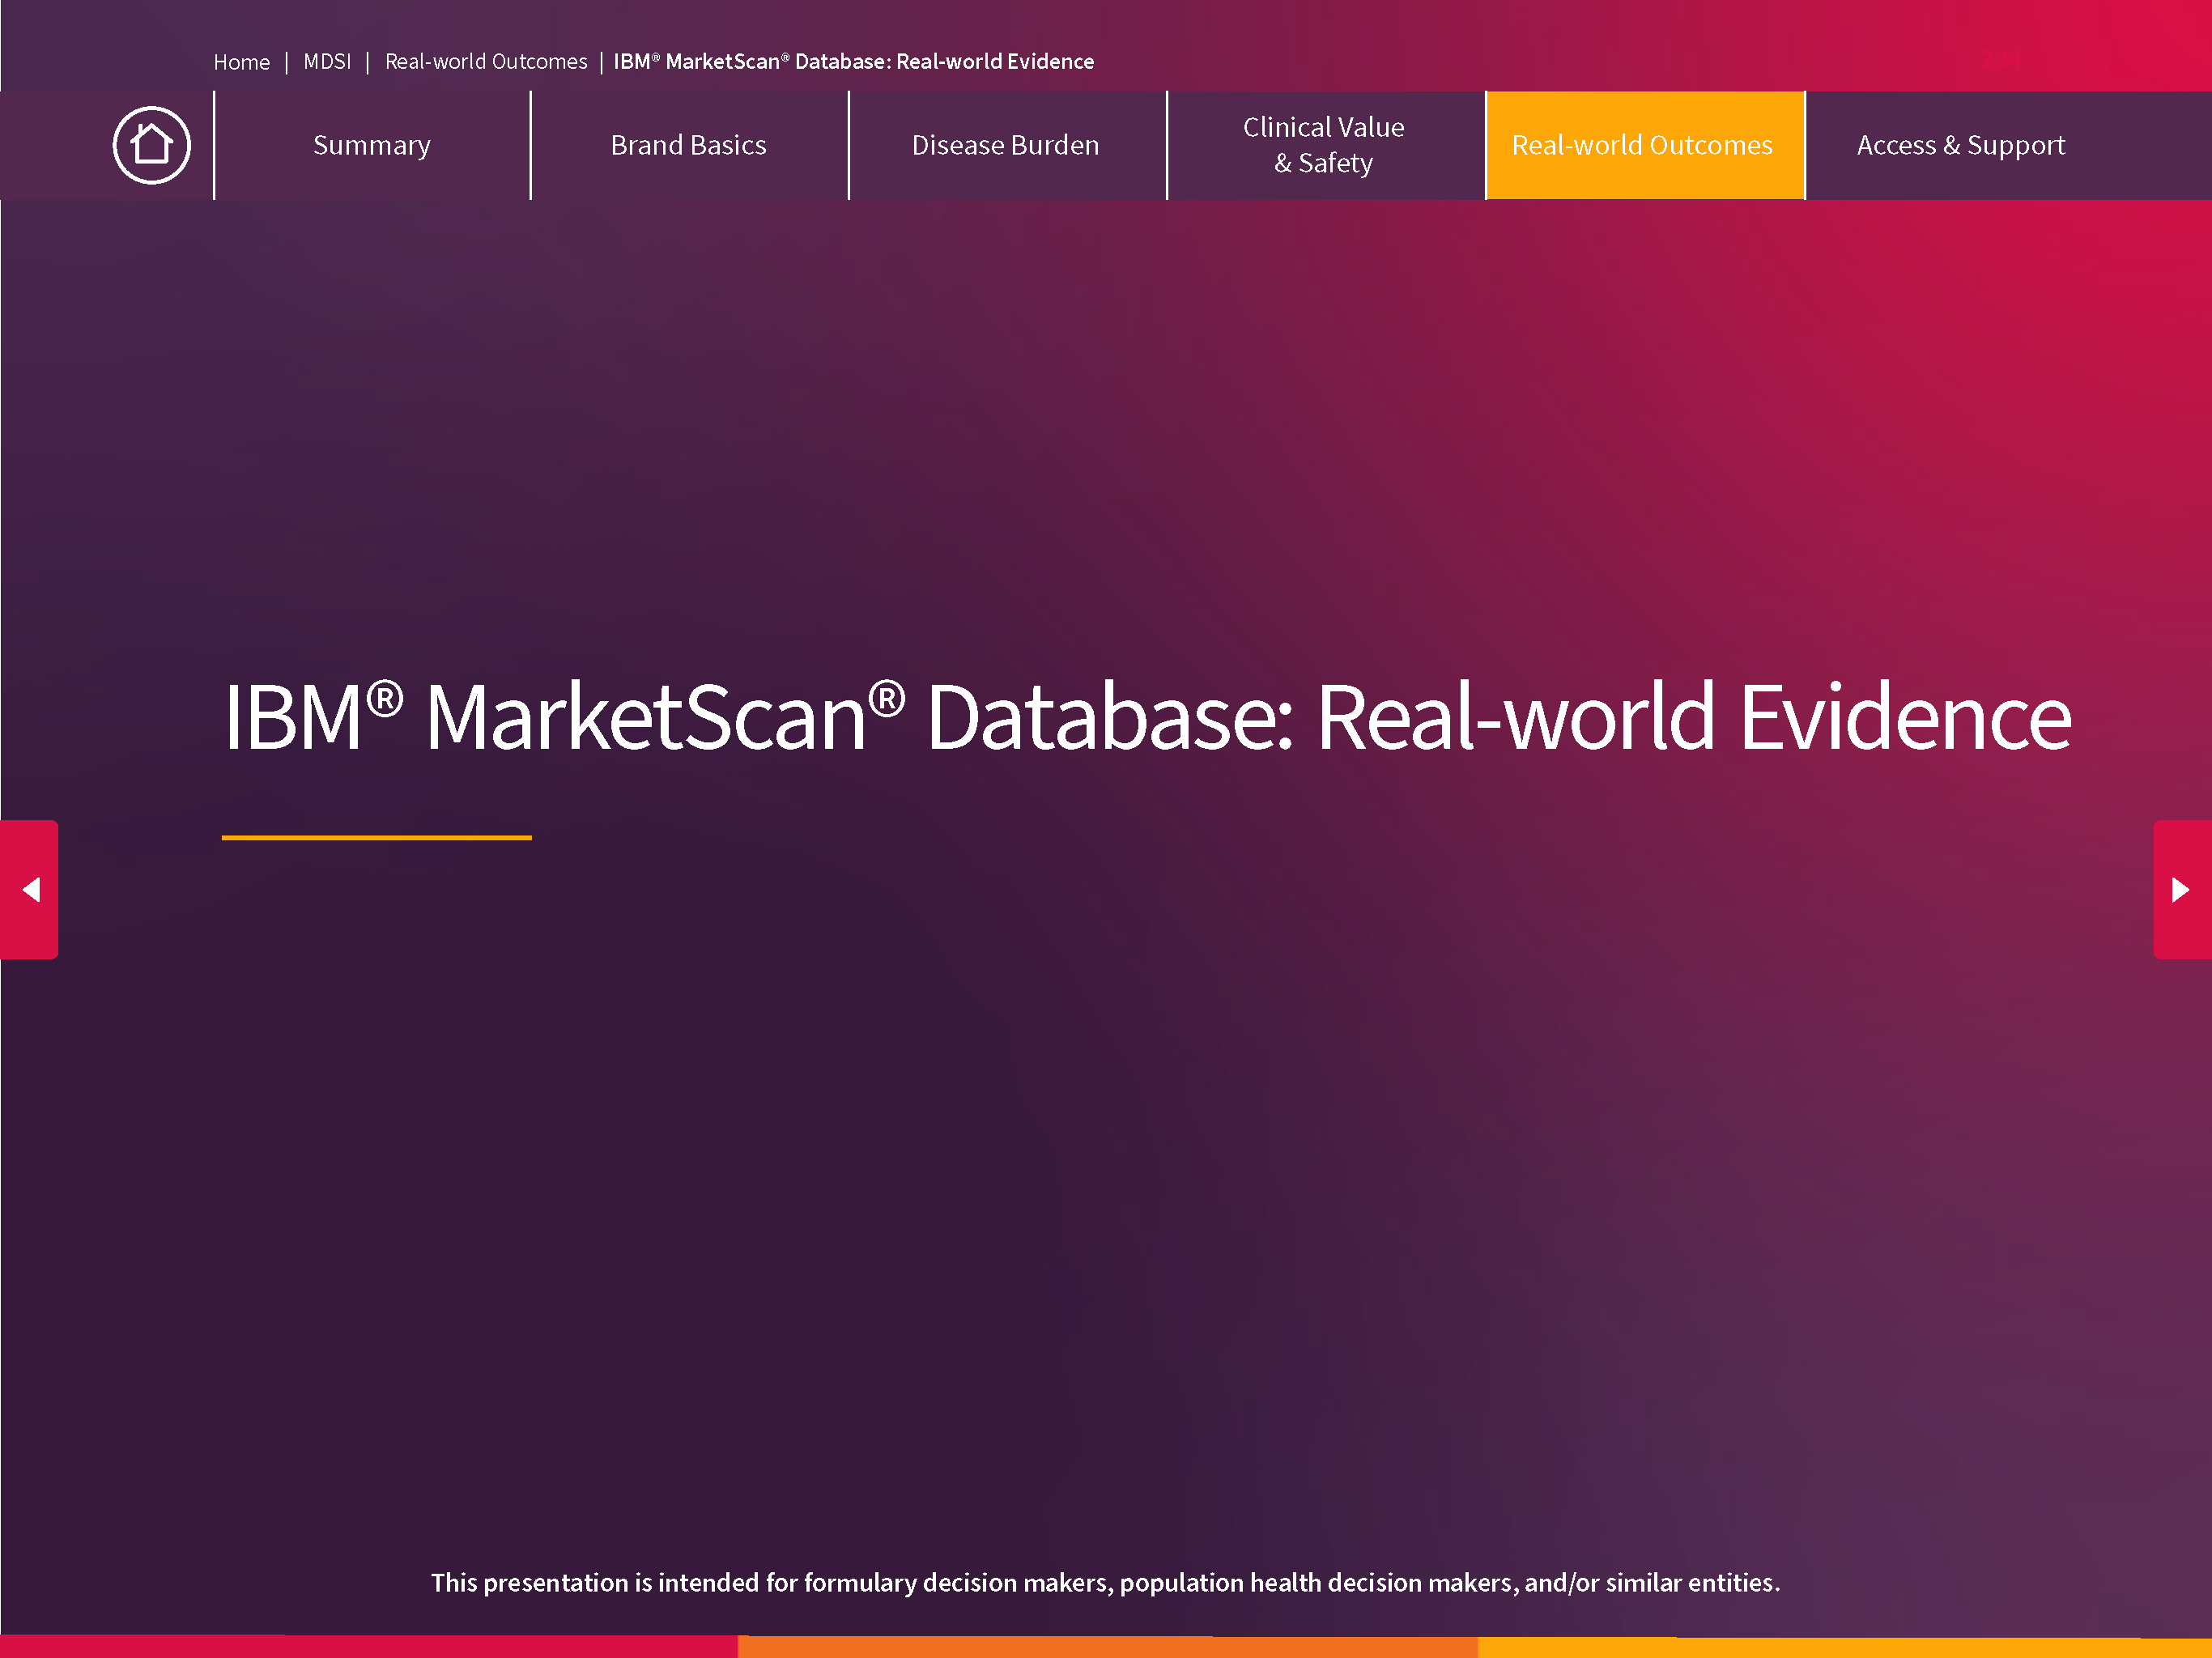 Home | MDSI | Real-world Outcomes | IBM® MarketScan® Database: Real-world Evidence
234
Summary
Brand Basics
Disease Burden
Clinical Value
& Safety
Real-world Outcomes
Access & Support
IBM® MarketScan® Database: Real-world Evidence
This presentation is intended for formulary decision makers, population health decision makers, and/or similar entities.